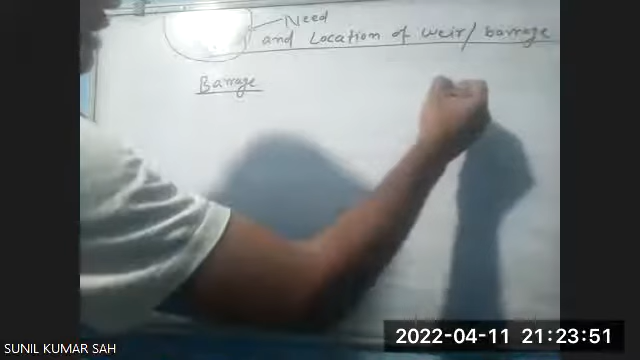 Need
and Location of weir/barrage
Barrage
SUNIL KUMAR SAH
2022-04-11 21:23:51